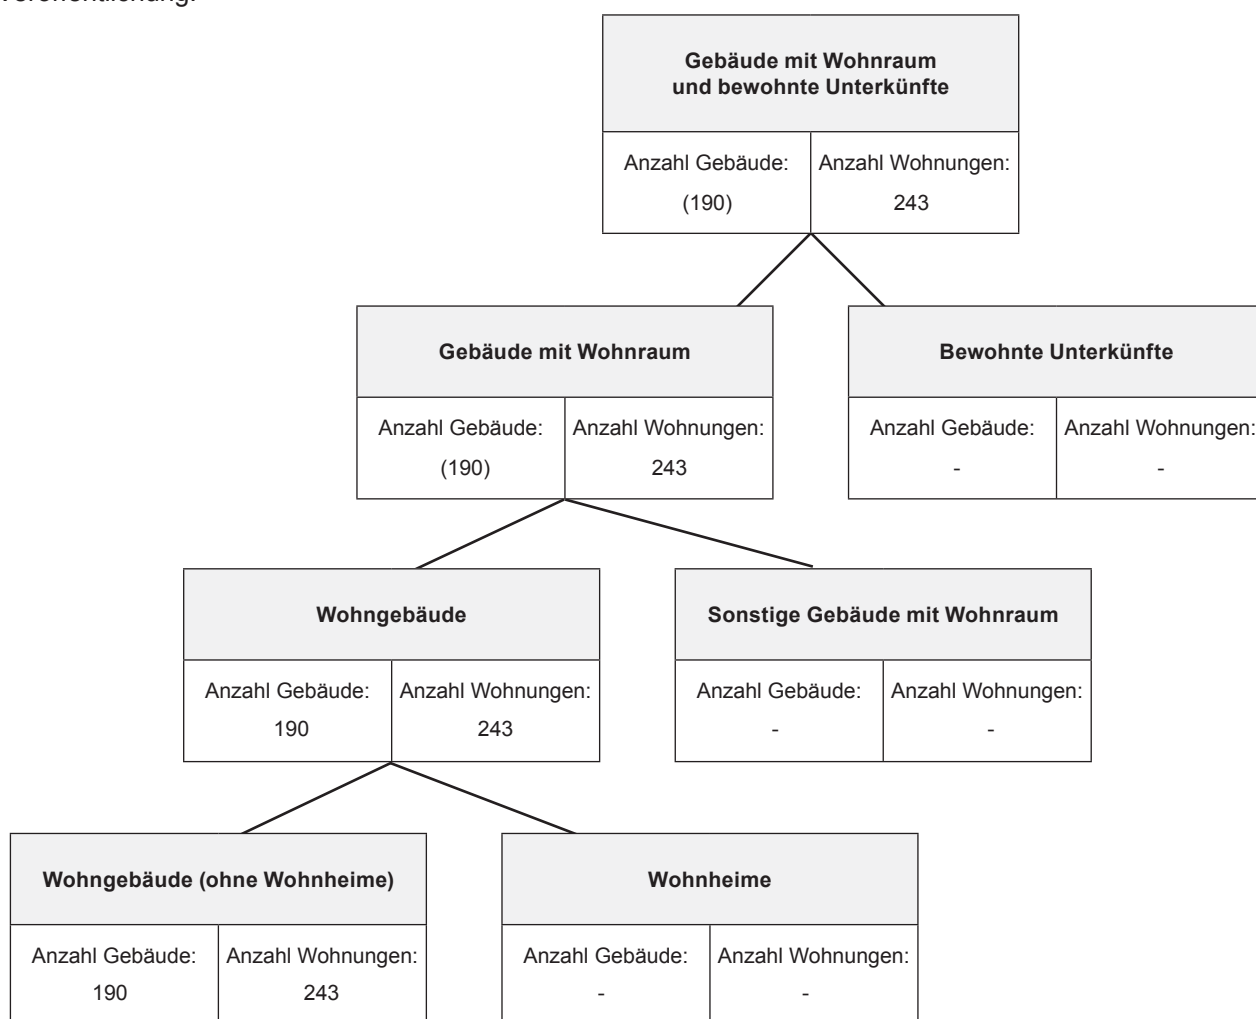 Veröffentlichung.
Gebäude mit Wohnraum
und bewohnte Unterkünfte
Anzahl Gebäude: Anzahl Wohnungen:
(190) 243
Gebäude mit Wohnraum Bewohnte Unterkünfte
Anzahl Gebäude: Anzahl Wohnungen: Anzahl Gebäude: Anzahl Wohnungen:
(190) 243 - -
Wohngebäude Sonstige Gebäude mit Wohnraum
Anzahl Gebäude: Anzahl Wohnungen: Anzahl Gebäude: Anzahl Wohnungen:
190 243 - -
Wohngebäude (ohne Wohnheime) Wohnheime
Anzahl Gebäude: Anzahl Wohnungen: Anzahl Gebäude: Anzahl Wohnungen:
190 243 - -